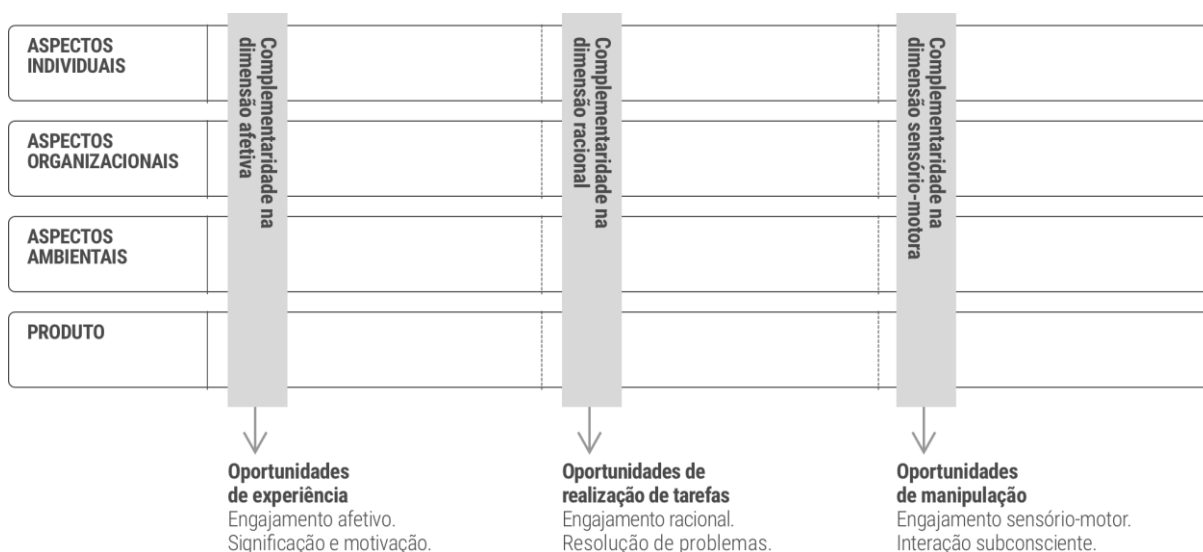 ASPECTOS
INDIVIDUAIS
ASPECTOS
ORGANIZACIONAIS
ASPECTOS
AMBIENTAIS
PRODUTO
Complementaridade na
dimensão afetiva
Complementaridade na
dimensão racional
Complementaridade na
dimensão sensório-motora
Oportunidades
de experiência
Engajamento afetivo.
Significação e motivação.
Oportunidades de
realização de tarefas
Engajamento racional.
Resolução de problemas.
Oportunidades
de manipulação
Engajamento sensório-motor.
Interação subconsciente.